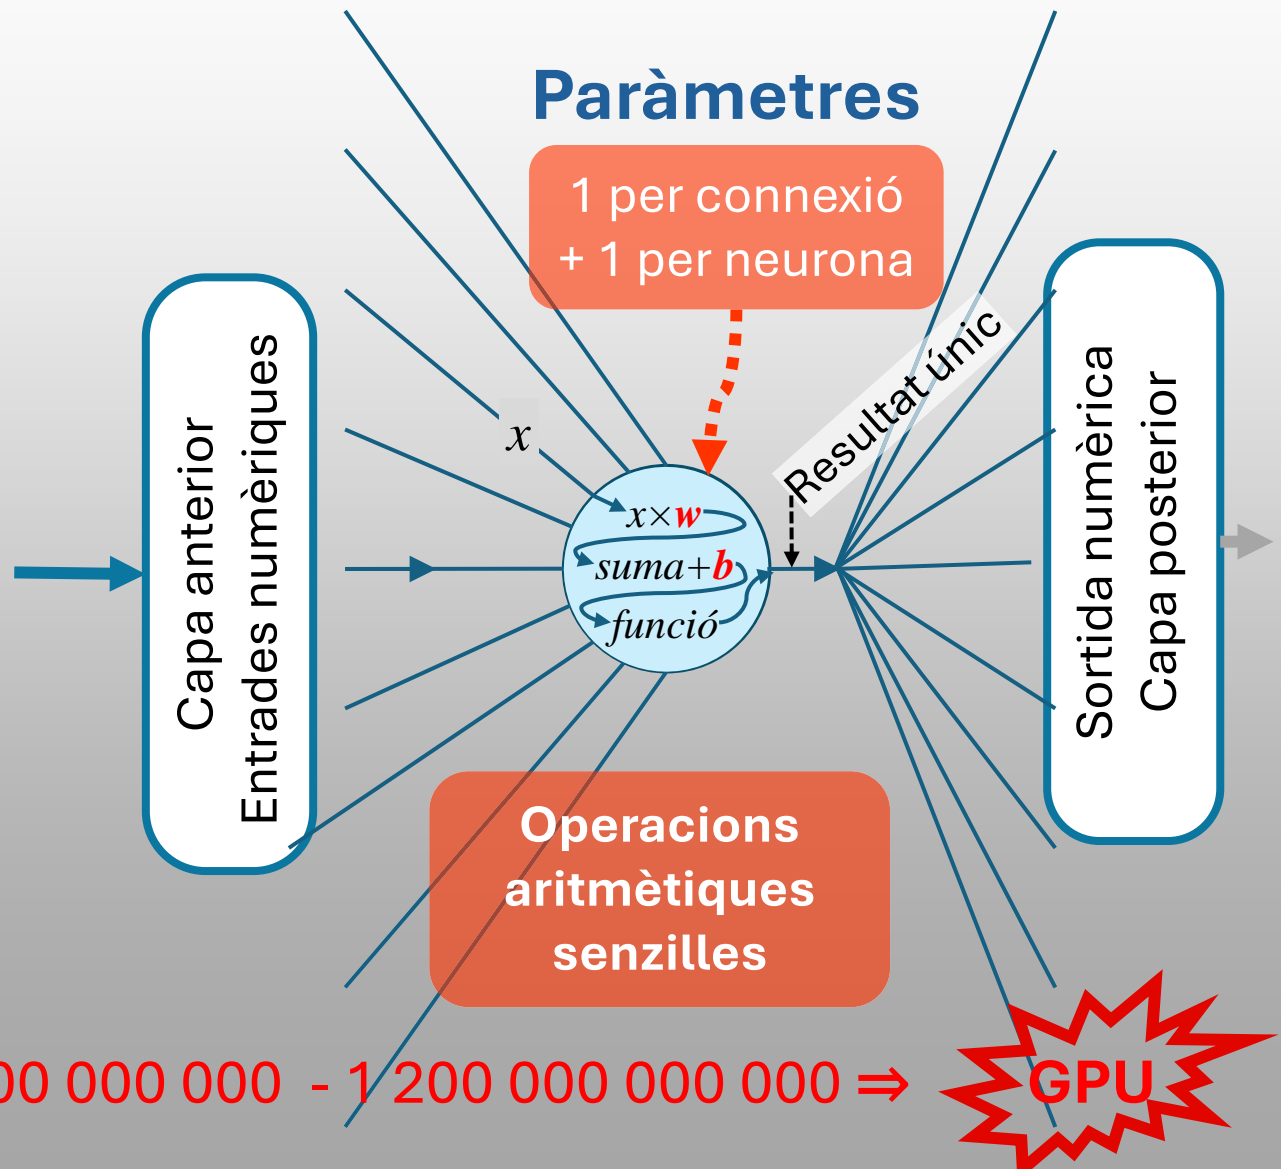 Paràmetres
1 per connexió
+ 1 per neurona
Capa anterior
Entrades numèriques
x
Resultat únic
x×w
suma+b
funció
Sortida numèrica
Capa posterior
Operacions
aritmètiques
senzilles
00 000 000 - 1 200 000 000 000 ⇒
GPU